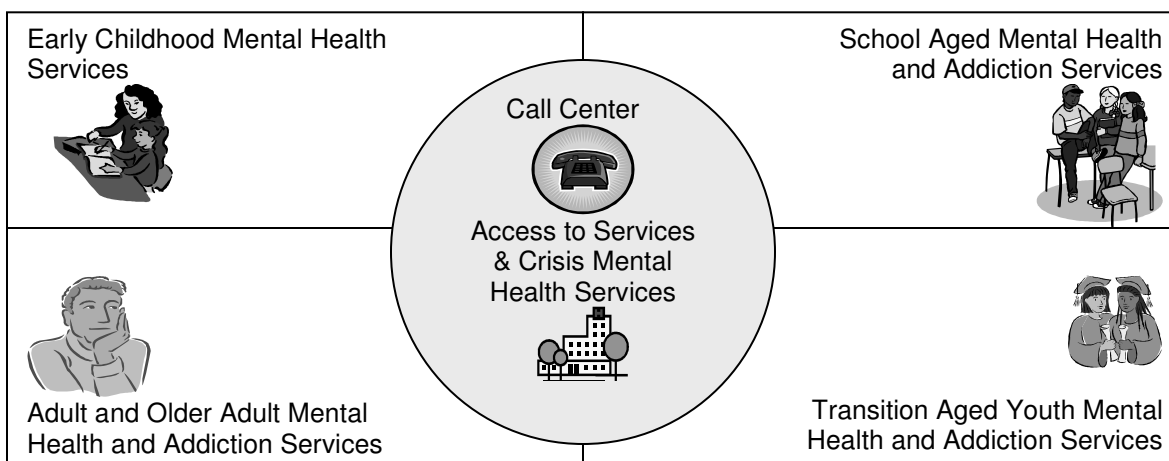 Early Childhood Mental Health
Services
School Aged Mental Health
and Addiction Services
Call Center
Access to Services
& Crisis Mental
Health Services
H
Adult and Older Adult Mental
Health and Addiction Services
Transition Aged Youth Mental
Health and Addiction Services